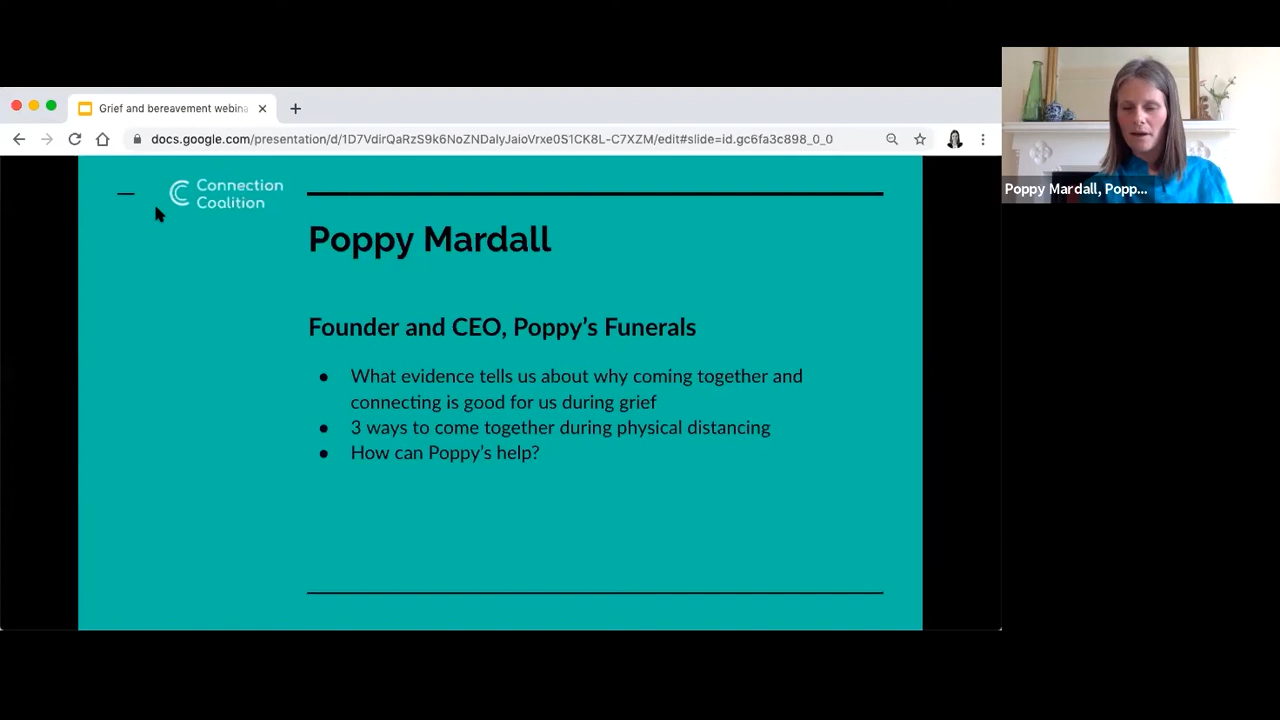 Grief and bereavement webina
docs.google.com/presentation/d/1D7VdirQaRzS9k6NoZNDalyJaioVrxe0S1CK8L-C7XZM/edit#slide=id.gc6fa3c898_0_0
Connection
Coalition
Poppy Mardall
Founder and CEO, Poppy’s Funerals
● What evidence tells us about why coming together and
connecting is good for us during grief
● 3 ways to come together during physical distancing
● How can Poppy’s help?
Poppy Mardall, Popp...